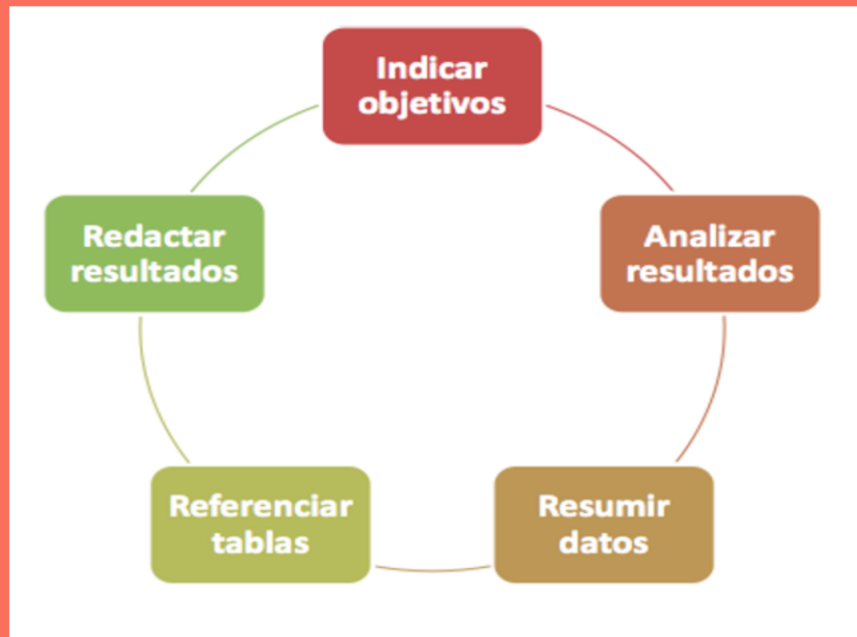 Indicar
objetivos
Analizar
resultados
Resumir
datos
Referenciar
tablas
Redactar
resultados